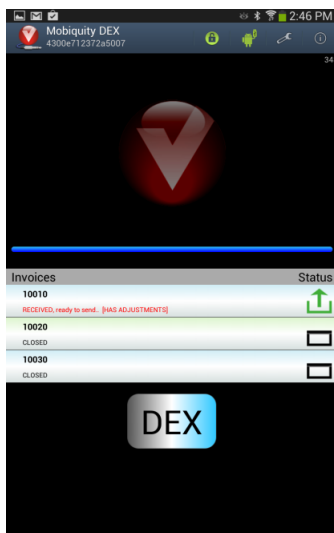 2:46 PM
Mobiquity DEX
4300e712372a5007
34
Invoices Status
10010
RECEIVED, ready to send.. [HAS ADJUSTMENTS]
10020
CLOSED
10030
CLOSED
DEX